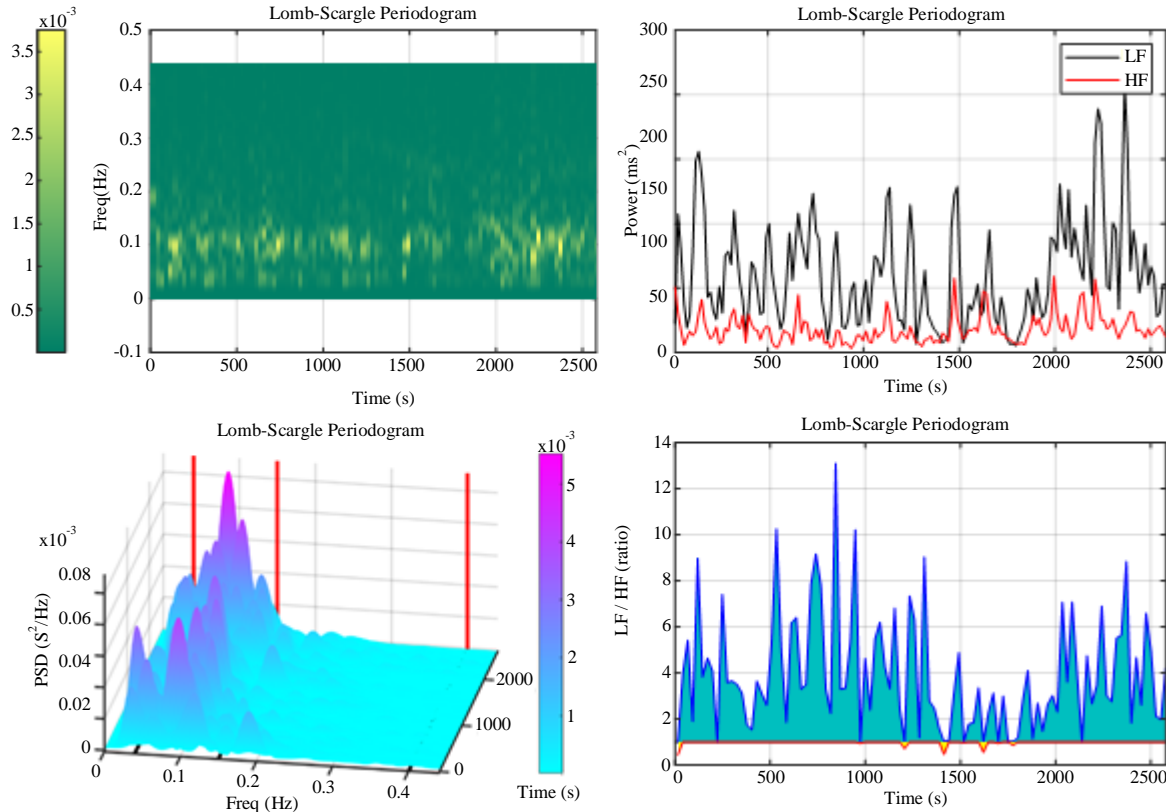 x10-3
3.5
3
2.5
2
1.5
1
0.5
Lomb-Scargle Periodogram
0.5
0.4
0.3
0.2
0.1
0
-0.1
Freq(Hz)
0 500 1000 1500 2000 2500
Time (s)
Lomb-Scargle Periodogram
300
250
200
150
100
50
0
Power (ms2)
LF
HF
0 500 1000 1500 2000 2500
Time (s)
Lomb-Scargle Periodogram
x10-3
0.08
0.06
0.04
0.02
0
PSD (S2/Hz)
0 0.1 0.2 0.3 0.4
Freq (Hz)
2000
1000
0
Time (s)
x10-3
5
4
3
2
1
Lomb-Scargle Periodogram
14
12
10
8
6
4
2
0
LF / HF (ratio)
0 500 1000 1500 2000 2500
Time (s)